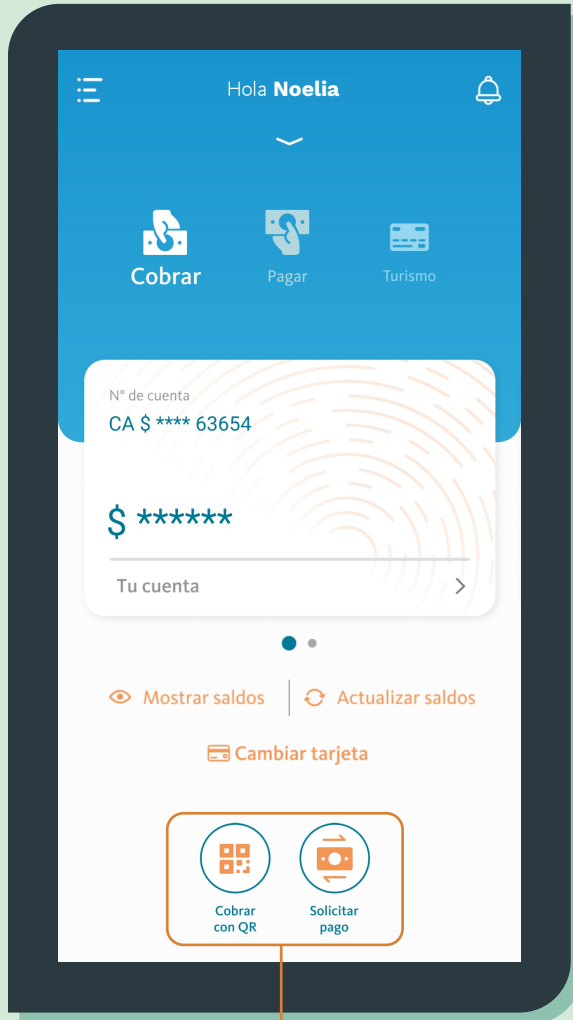 Hola Noelia
Cobrar
Pagar
Turismo
N° de cuenta
CA $ **** 63654
$ ******
Tu cuenta
Mostrar saldos
Actualizar saldos
Cambiar tarjeta
Cobrar
con QR
Solicitar
pago